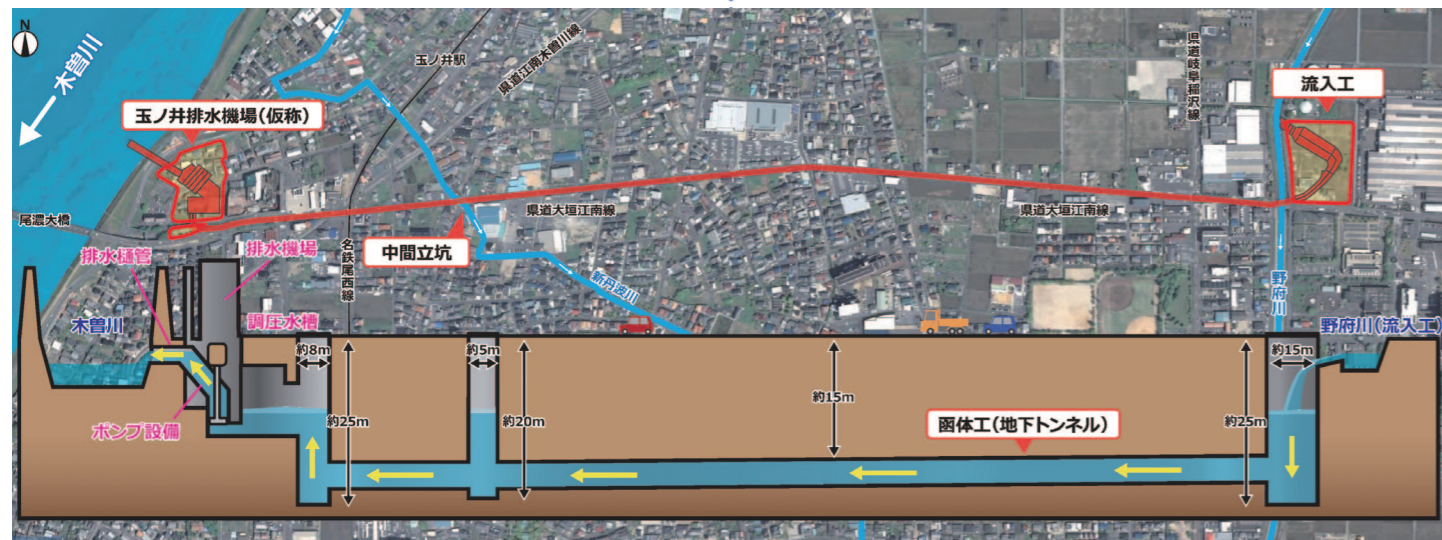 N
木曽川
玉ノ井排水機場(仮称)
玉ノ井駅
県道江南木曽川線
県道岐阜稲沢線
流入工
尾濃大橋
県道大垣江南線
県道大垣江南線
中間立坑
名鉄尾西線
新丹波川
野府川
排水樋管
排水機場
木曽川
調圧水槽
ポンプ設備
野府川(流入工)
約8m
約5m
約15m
約25m
約20m
約15m
約25m
函体工(地下トンネル)